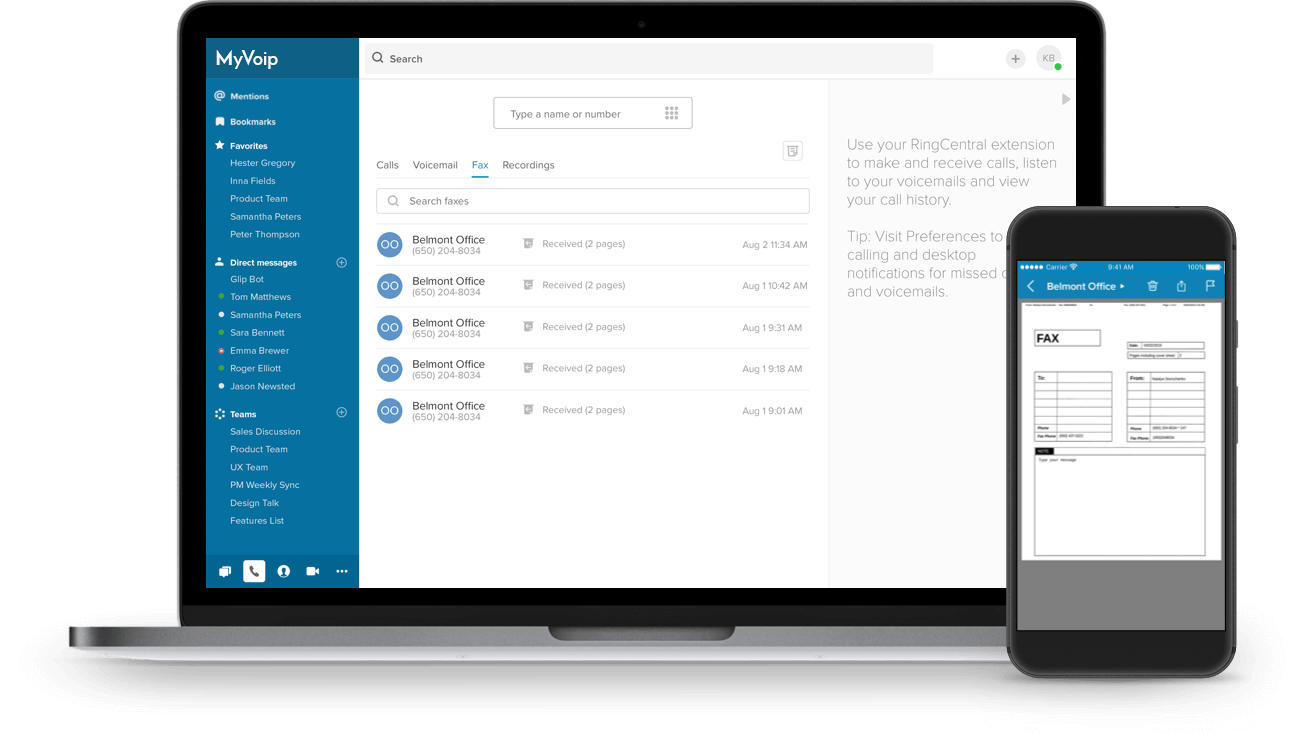 MyVoip
Search
+
KB
@ Mentions
Bookmarks
Favorites
Hester Gregory
Inna Fields
Product Team
Samantha Peters
Peter Thompson
Direct messages
Glip Bot
Tom Matthews
Samantha Peters
Sara Bennett
Emma Brewer
Roger Elliott
Jason Newsted
Teams
Sales Discussion
Product Team
UX Team
PM Weekly Sync
Design Talk
Features List
Type a name or number
Calls Voicemail Fax Recordings
Search faxes
OO Belmont Office Received (2 pages) Aug 2 11:34 AM
(650) 204-8034
OO Belmont Office Received (2 pages) Aug 1 10:42 AM
(650) 204-8034
OO Belmont Office Received (2 pages) Aug 1 9:31 AM
(650) 204-8034
OO Belmont Office Received (2 pages) Aug 1 9:18 AM
(650) 204-8034
OO Belmont Office Received (2 pages) Aug 1 9:01 AM
(650) 204-8034
Use your RingCentral extension
to make and receive calls, listen
to your voicemails and view
your call history.
Tip: Visit Preferences to
calling and desktop
notifications for missed
and voicemails.
Carrier 9:41 AM 100%
Belmont Office
FAX
Date:
Pages including cover sheet: 2
To: From:
Phone Phone
Fax Phone Fax Phone
NOTE
Type your message